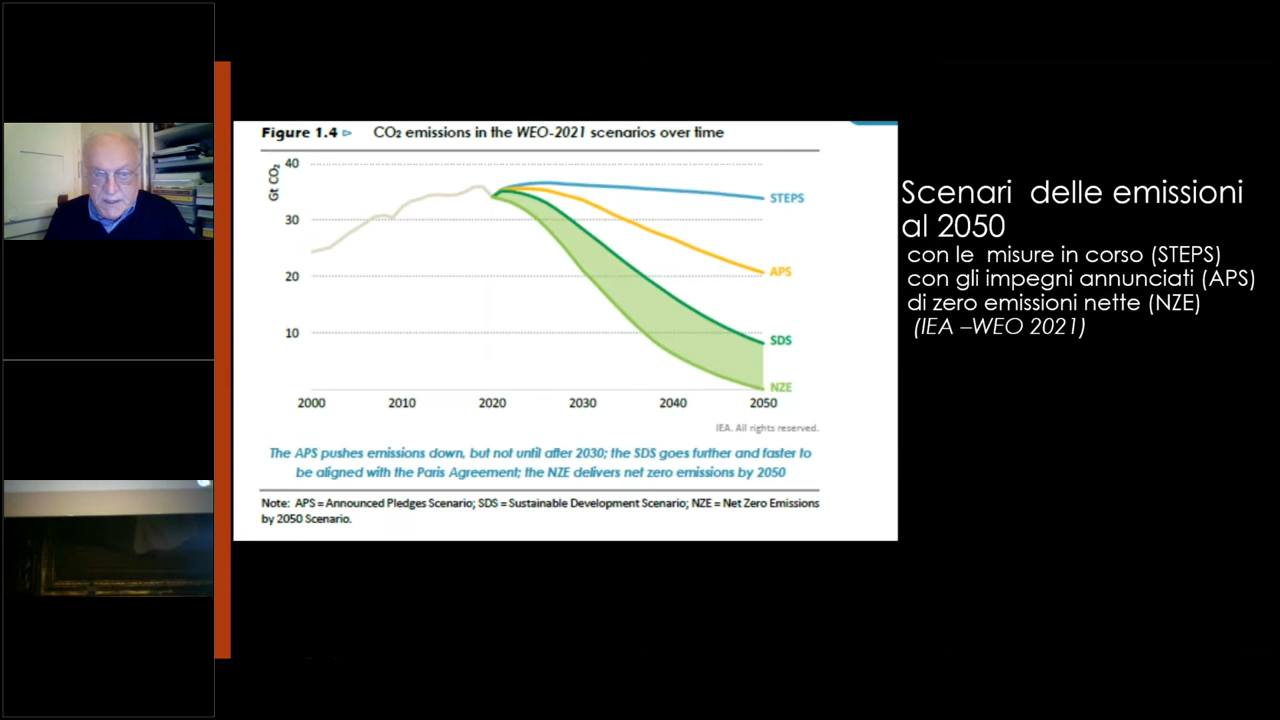 Figure 1.4 ▷ CO₂ emissions in the WEO-2021 scenarios over time
Gt CO₂
40
30
20
10
STEPS
APS
SDS
NZE
2000 2010 2020 2030 2040 2050
IEA. All rights reserved.
The APS pushes emissions down, but not until after 2030; the SDS goes further and faster to
be aligned with the Paris Agreement; the NZE delivers net zero emissions by 2050
Note: APS = Announced Pledges Scenario; SDS = Sustainable Development Scenario; NZE = Net Zero Emissions
by 2050 Scenario.
Scenari delle emissioni
al 2050
con le misure in corso (STEPS)
con gli impegni annunciati (APS)
di zero emissioni nette (NZE)
(IEA –WEO 2021)